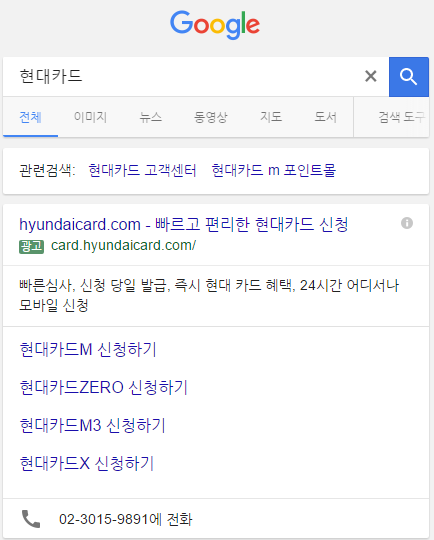 Google
현대카드
전체 이미지 뉴스 동영상 지도 도서 검색 도구
관련검색: 현대카드 고객센터 현대카드 m 포인트몰
hyundaicard.com - 빠르고 편리한 현대카드 신청
광고 card.hyundaicard.com/
빠른심사, 신청 당일 발급, 즉시 현대 카드 혜택, 24시간 어디서나
모바일 신청
현대카드M 신청하기
현대카드ZERO 신청하기
현대카드M3 신청하기
현대카드X 신청하기
02-3015-9891에 전화